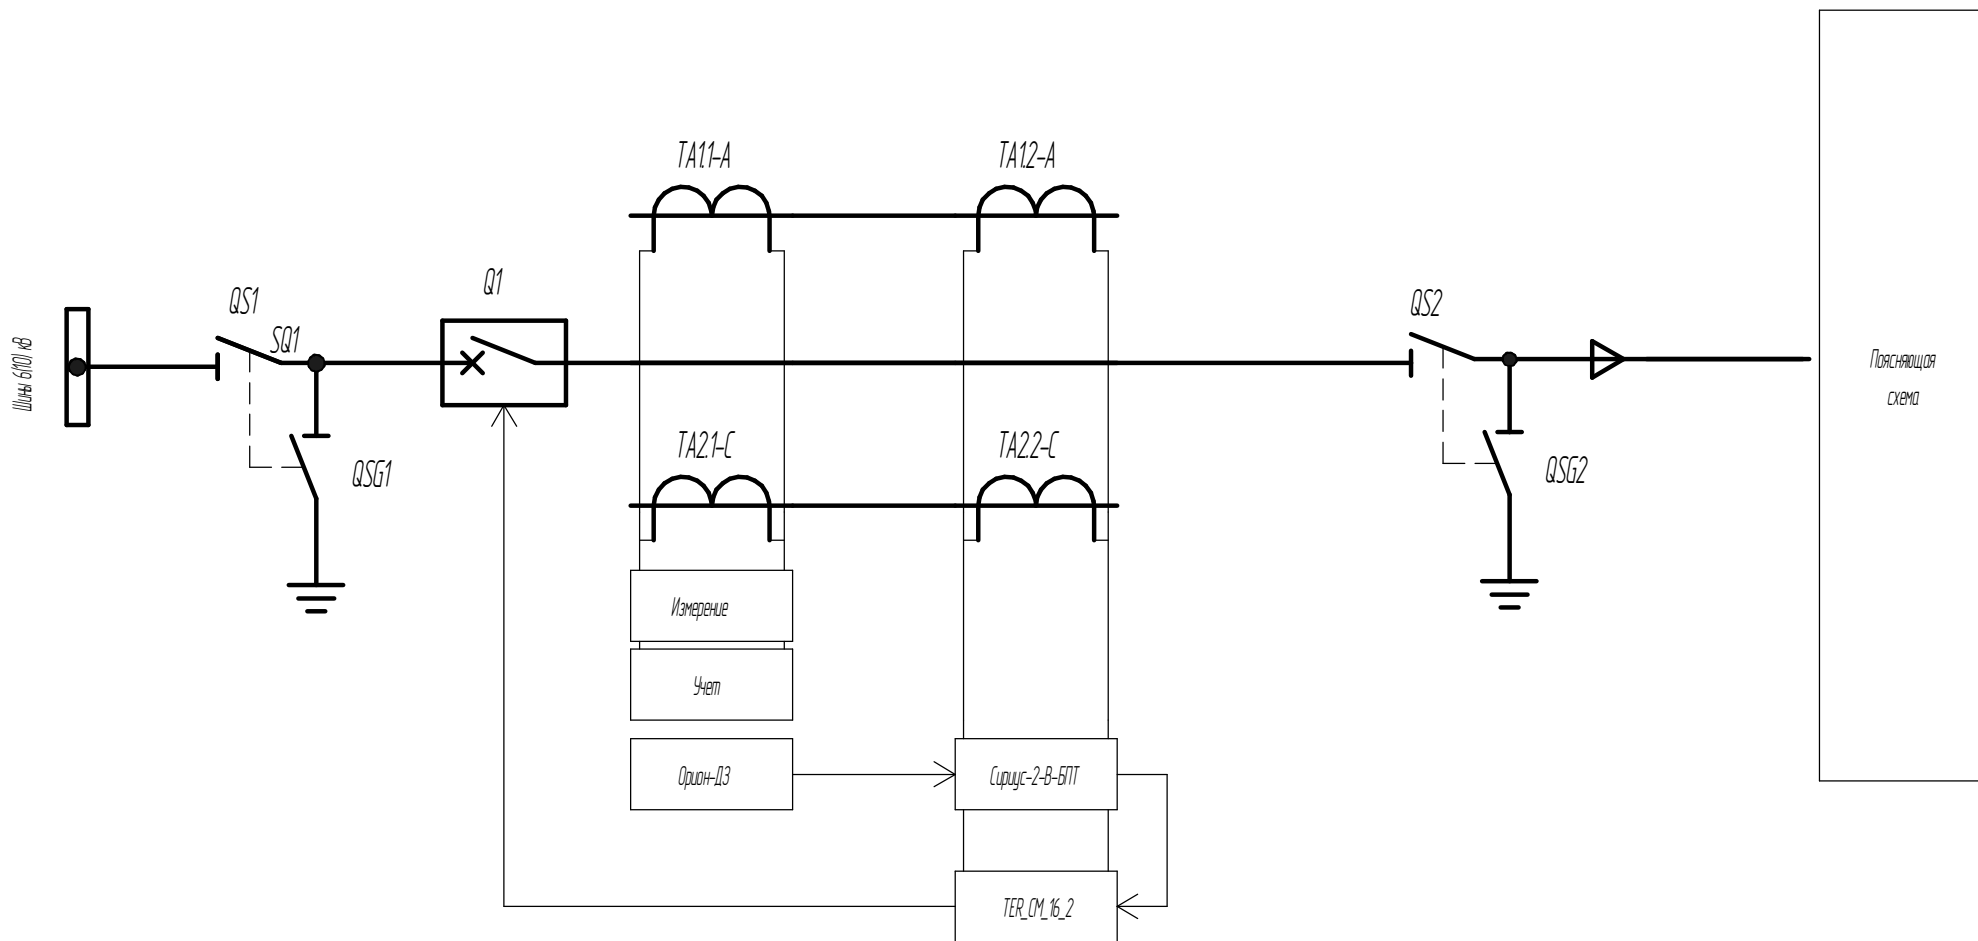 Шины 6(10) кВ
QS1
SQ1
QSG1
Q1
TA1.1-A
TA1.2-A
TA2.1-C
TA2.2-C
QS2
QSG2
Поясняющая
схема
Измерение
Учет
Орион-ДЗ
Сириус-2-В-БПТ
TER_CM_16_2